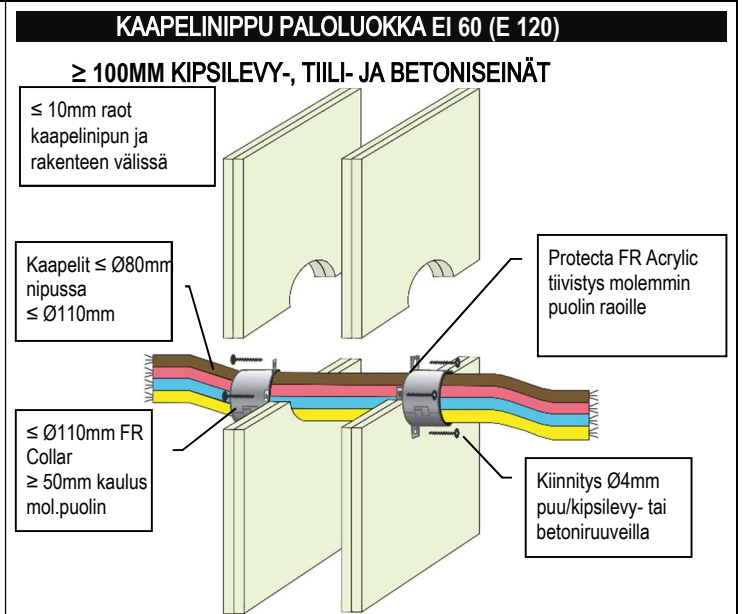 KAAPELINIPPU PALOLUOKKA EI 60 (E 120)
≥ 100MM KIPSILEVY-, TIILI- JA BETONISEINÄT
≤ 10mm raot
kaapelinipun ja
rakenteen välissä
Kaapelit ≤ Ø80mm
nipussa
≤ Ø110mm
Protecta FR Acrylic
tiivistys molemmin
puolin raoille
≤ Ø110mm FR
Collar
≥ 50mm kaulus
mol.puolin
Kiinnitys Ø4mm
puu/kipsilevy- tai
betoniruuveilla